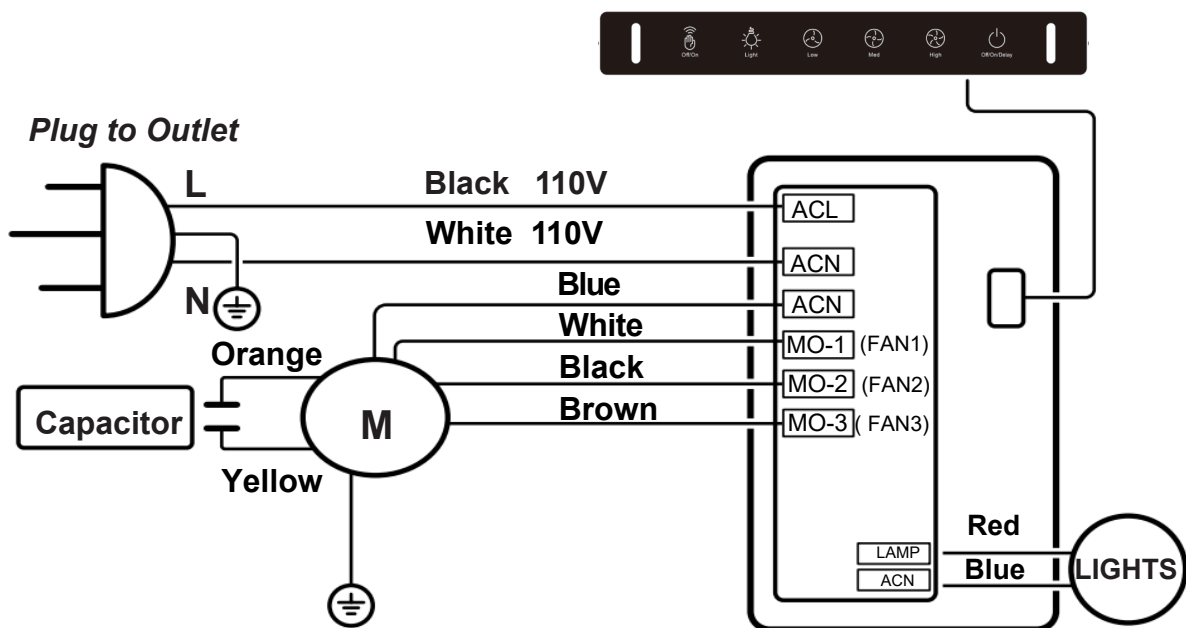 Off/On
Light
Low
Med
High
Off/On/Delay
Plug to Outlet
L
Black 110V
ACL
White 110V
ACN
N
Blue
ACN
White
MO-1 (FAN1)
Orange
Black
MO-2 (FAN2)
Capacitor
M
Brown
MO-3 ( FAN3)
Yellow
Red
LAMP
Blue
ACN
LIGHTS